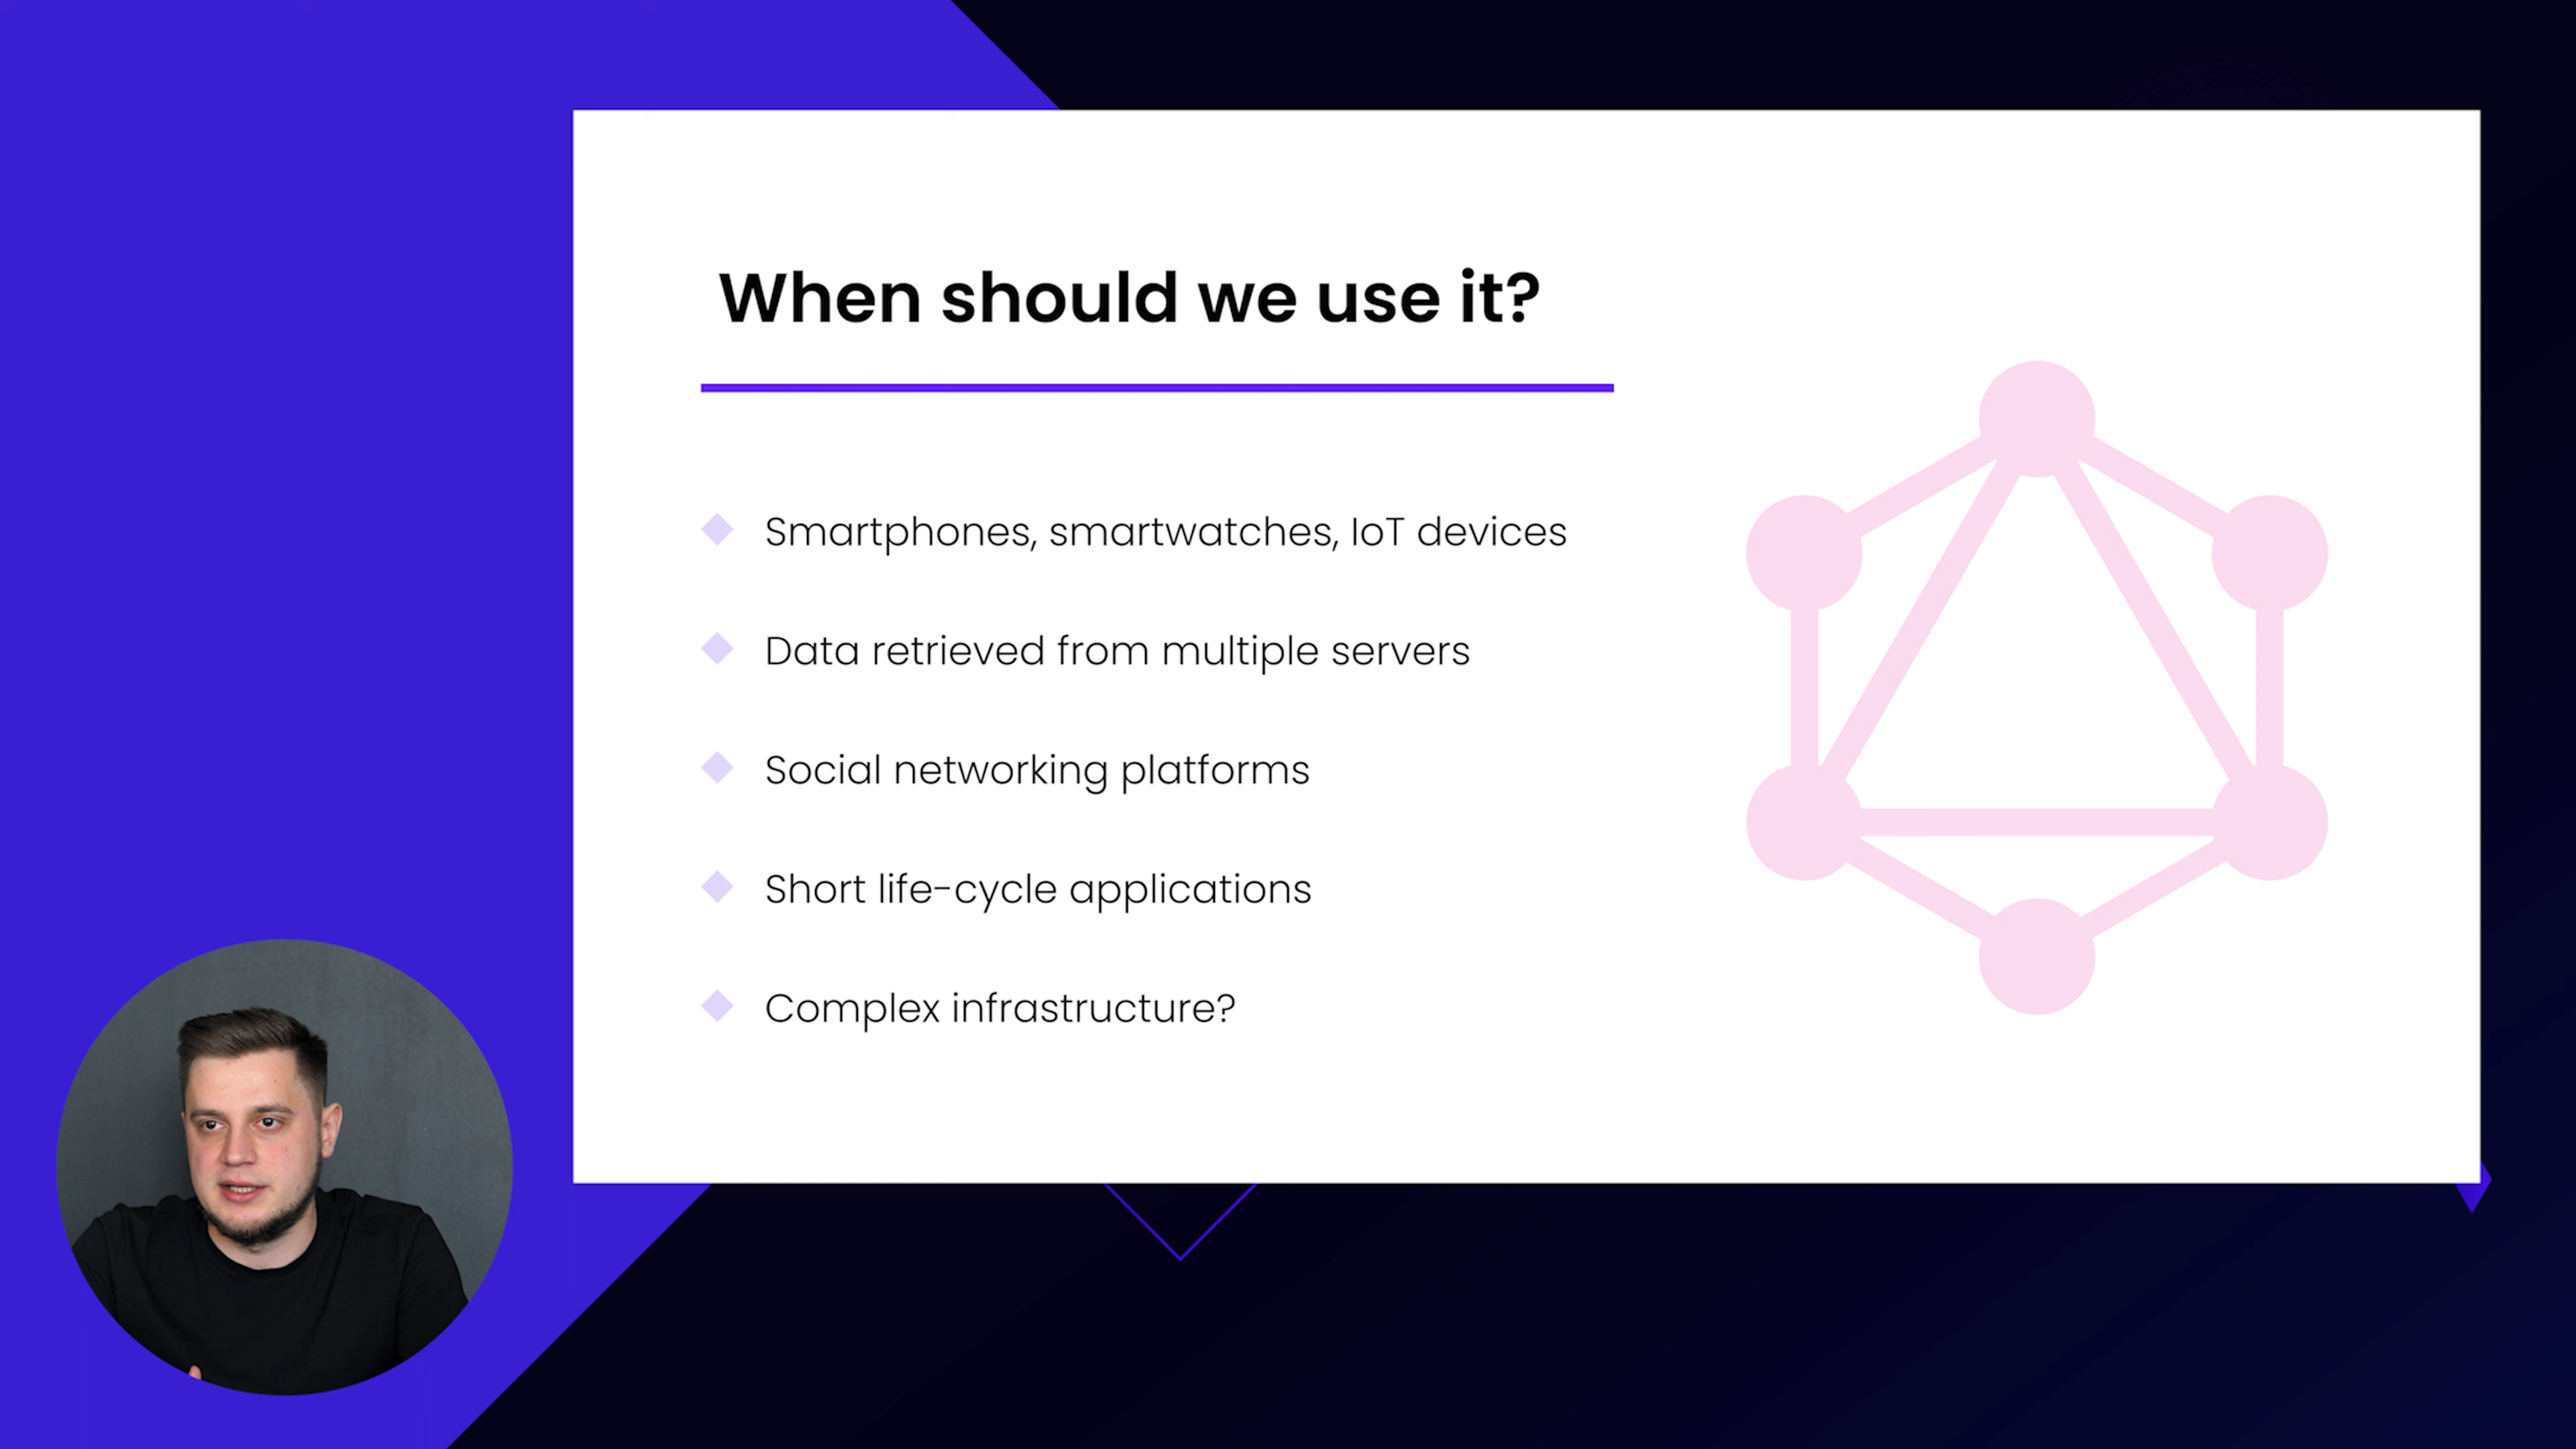 When should we use it?
Smartphones, smartwatches, IoT devices
Data retrieved from multiple servers
Social networking platforms
Short life-cycle applications
Complex infrastructure?